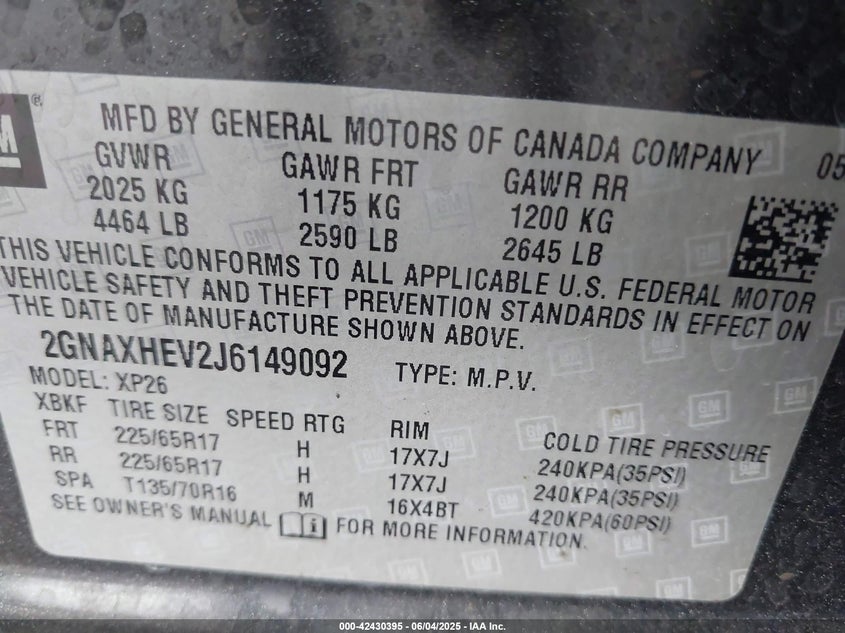 GM ®
MFD BY GENERAL MOTORS OF CANADA COMPANY 05
GVWR GAWR FRT GAWR RR
2025 KG 1175 KG 1200 KG
4464 LB 2590 LB 2645 LB
THIS VEHICLE CONFORMS TO ALL APPLICABLE U.S. FEDERAL MOTOR
VEHICLE SAFETY AND THEFT PREVENTION STANDARDS IN EFFECT ON
THE DATE OF MANUFACTURE SHOWN ABOVE.
2GNAXHEV2J6149092 TYPE: M.P.V.
MODEL: XP26
XBKF TIRE SIZE SPEED RTG RIM COLD TIRE PRESSURE
FRT 225/65R17 H 17X7J 240KPA(35PSI)
RR 225/65R17 H 17X7J 240KPA(35PSI)
SPA T135/70R16 M 16X4BT 420KPA(60PSI)
SEE OWNER'S MANUAL i FOR MORE INFORMATION.
000-42430395 - 06/04/2025 - IAA Inc.